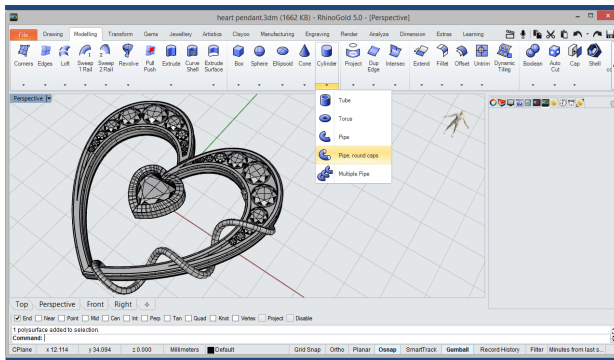 heart pendant.3dm (1662 KB) - RhinoGold 5.0 - [Perspective]
File Drawing Modelling Transform Gems Jewellery Artistics Clayoo Manufacturing Engraving Render Analyze Dimension Extras Learning
Corners Edges Loft Sweep 1 Rail Sweep 2 Rail Revolve Pull Push Extrude Curve Shell Extrude Surface Box Sphere Ellipsoid Cone Cylinder Project Dup Edge Intersec Extend Fillet Offset Untrim Dynamic Tiling Boolean Auto Cut Cap Shell
Perspective
Tube
Torus
Pipe
Pipe, round caps
Multiple Pipe
Top Perspective Front Right
End Near Point Mid Cen Int Perp Tan Quad Knot Vertex Project Disable
1 polysurface added to selection.
Command:
CPlane x 12.114 y 34.094 z 0.000 Millimeters Default Grid Snap Ortho Planar Osnap SmartTrack Gumball Record History Filter Minutes from last s...